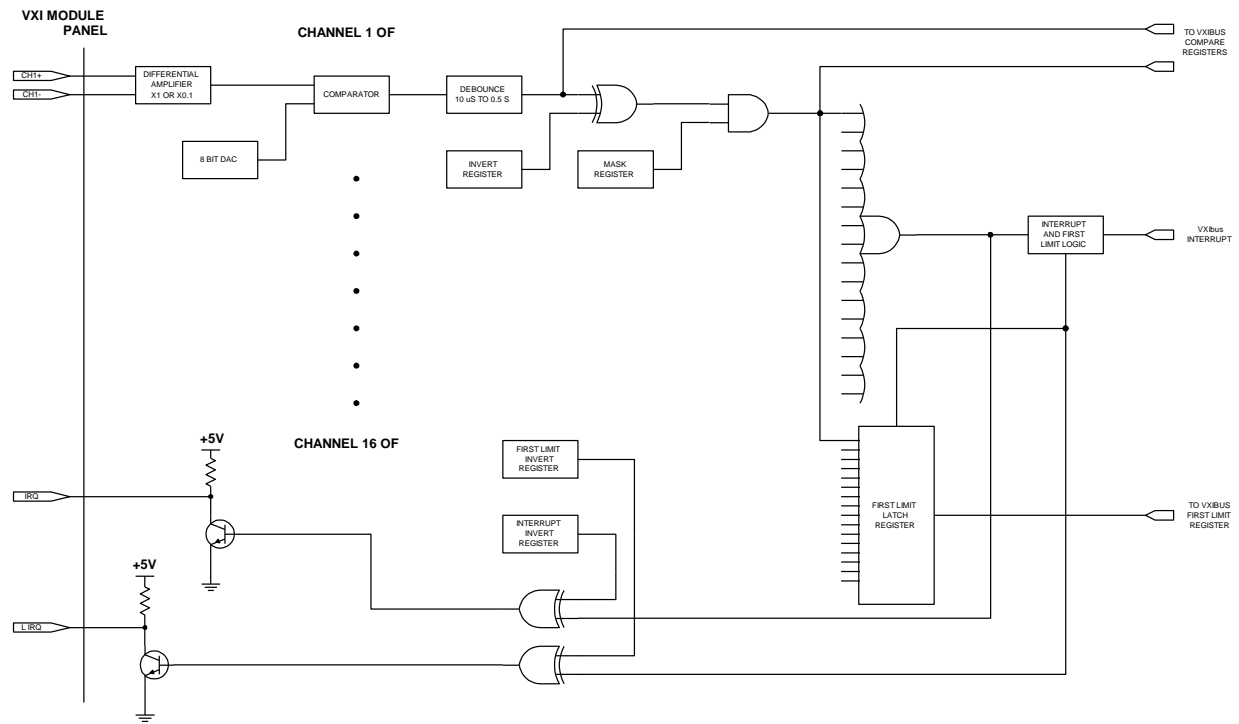 VXI MODULE
PANEL
CHANNEL 1 OF
CH1+
CH1-
DIFFERENTIAL
AMPLIFIER
X1 OR X0.1
COMPARATOR
DEBOUNCE
10 uS TO 0.5 S
TO VXIBUS
COMPARE
REGISTERS
8 BIT DAC
INVERT
REGISTER
MASK
REGISTER
INTERRUPT
AND FIRST
LIMIT LOGIC
VXIbus
INTERRUPT
CHANNEL 16 OF
+5V
FIRST LIMIT
INVERT
REGISTER
IRQ
INTERRUPT
INVERT
REGISTER
FIRST LIMIT
LATCH
REGISTER
TO VXIBUS
FIRST LIMIT
REGISTER
+5V
L IRQ